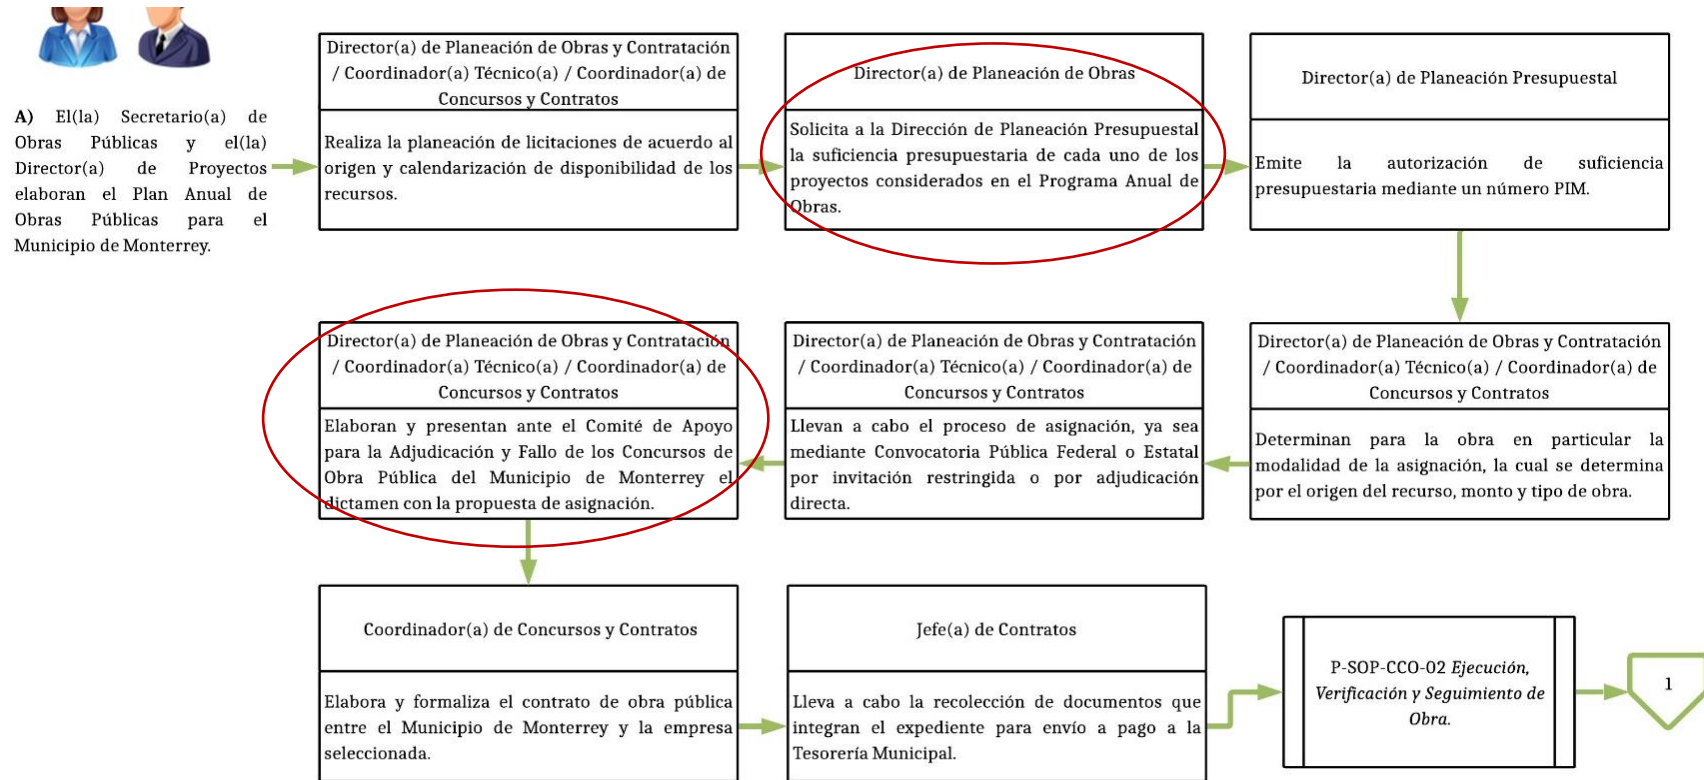 A) El(la) Secretario(a) de
Obras Públicas y el(la)
Director(a) de Proyectos
elaboran el Plan Anual de
Obras Públicas para el
Municipio de Monterrey.
Director(a) de Planeación de Obras y Contratación
/ Coordinador(a) Técnico(a) / Coordinador(a) de
Concursos y Contratos
Realiza la planeación de licitaciones de acuerdo al
origen y calendarización de disponibilidad de los
recursos.
Director(a) de Planeación de Obras
Solicita a la Dirección de Planeación Presupuestal
la suficiencia presupuestaria de cada uno de los
proyectos considerados en el Programa Anual de
Obras.
Director(a) de Planeación Presupuestal
Emite la autorización de suficiencia
presupuestaria mediante un número PIM.
Director(a) de Planeación de Obras y Contratación
/ Coordinador(a) Técnico(a) / Coordinador(a) de
Concursos y Contratos
Determinan para la obra en particular la
modalidad de la asignación, la cual se determina
por el origen del recurso, monto y tipo de obra.
Director(a) de Planeación de Obras y Contratación
/ Coordinador(a) Técnico(a) / Coordinador(a) de
Concursos y Contratos
Llevan a cabo el proceso de asignación, ya sea
mediante Convocatoria Pública Federal o Estatal
por invitación restringida o por adjudicación
directa.
Director(a) de Planeación de Obras y Contratación
/ Coordinador(a) Técnico(a) / Coordinador(a) de
Concursos y Contratos
Elaboran y presentan ante el Comité de Apoyo
para la Adjudicación y Fallo de los Concursos de
Obra Pública del Municipio de Monterrey el
dictamen con la propuesta de asignación.
Coordinador(a) de Concursos y Contratos
Elabora y formaliza el contrato de obra pública
entre el Municipio de Monterrey y la empresa
seleccionada.
Jefe(a) de Contratos
Lleva a cabo la recolección de documentos que
integran el expediente para envío a pago a la
Tesorería Municipal.
P-SOP-CCO-02 Ejecución,
Verificación y Seguimiento de
Obra.
1